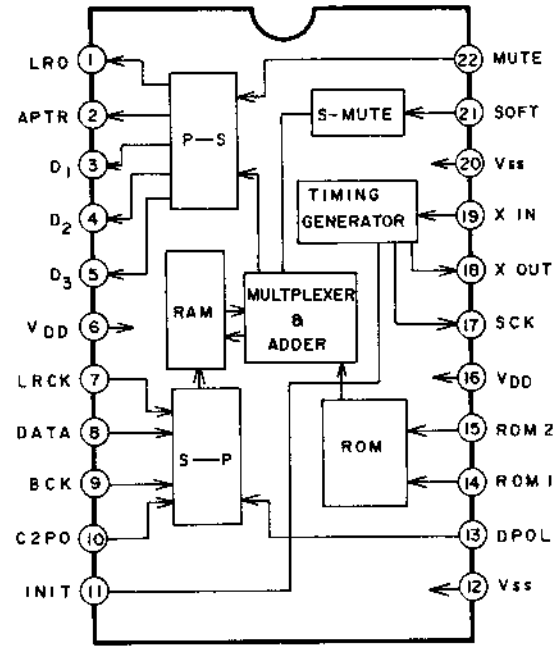 LRO 1
APTR 2
D1 3
D2 4
D3 5
VDD 6
LRCK 7
DATA 8
BCK 9
C2PO 10
INIT 11
22 MUTE
21 SOFT
20 Vss
19 X IN
18 X OUT
17 SCK
16 VDD
15 ROM 2
14 ROM 1
13 DPOL
12 Vss
P—S
S-MUTE
TIMING
GENERATOR
RAM
MULTPLEXER
&
ADDER
S—P
ROM